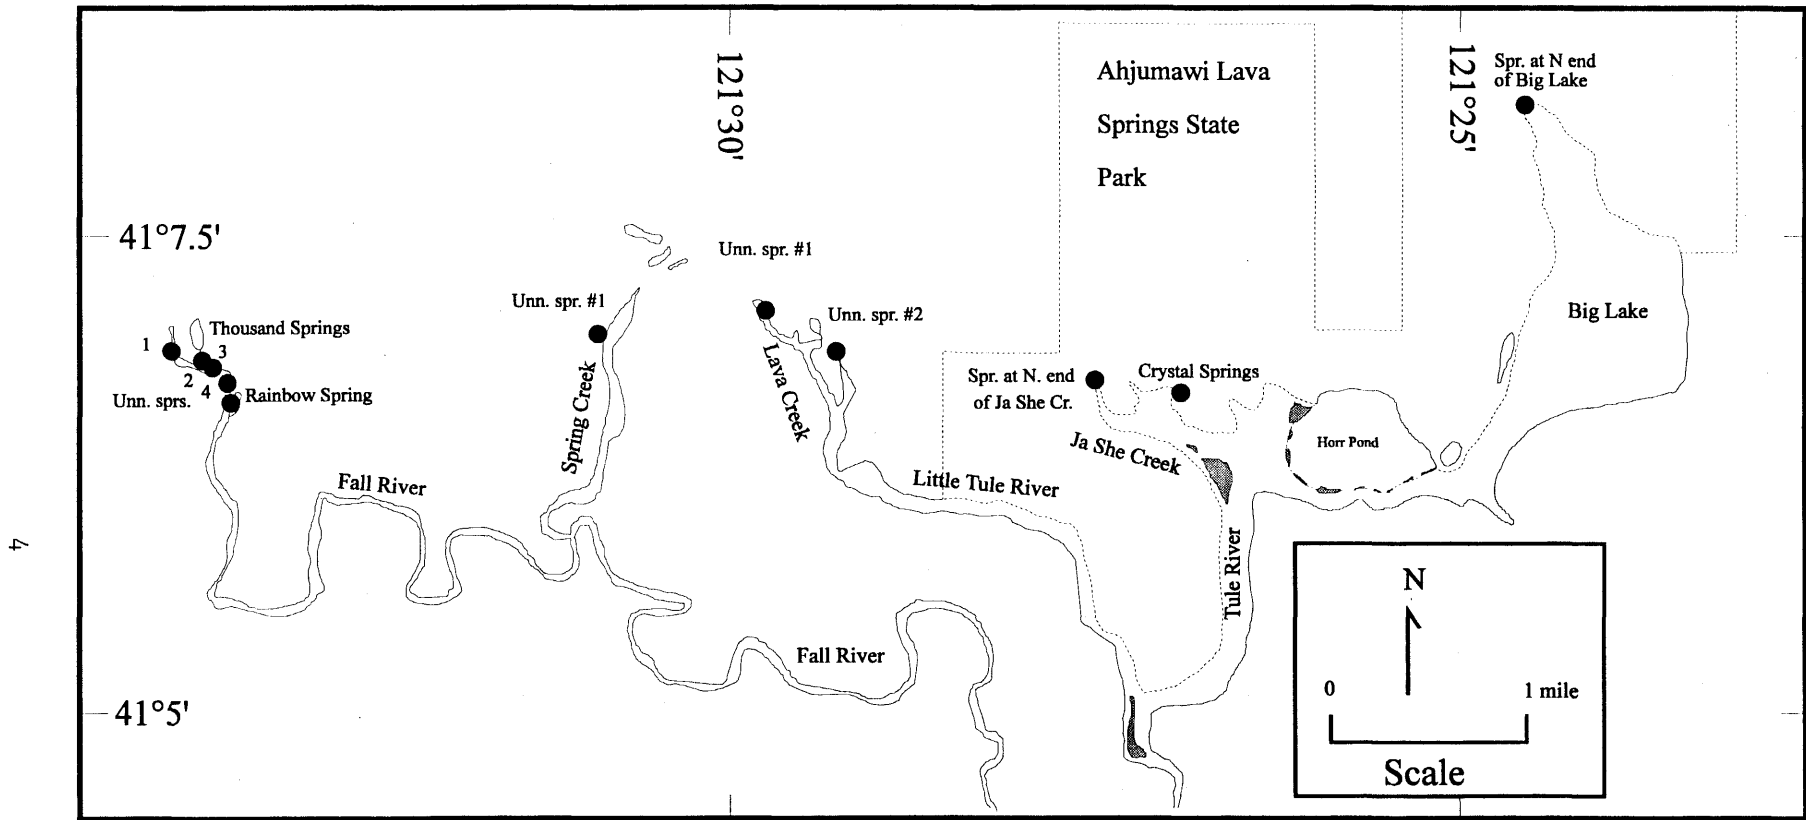 121°30'
121°25'
Ahjumawi Lava
Springs State
Park
Spr. at N end
of Big Lake
41°7.5'
Unn. spr. #1
Unn. spr. #1
Unn. spr. #2
Thousand Springs
1
3
2
4
Unn. sprs.
Rainbow Spring
Spring Creek
Lava Creek
Big Lake
Spr. at N. end
of Ja She Cr.
Crystal Springs
Horr Pond
Ja She Creek
Fall River
Little Tule River
Tule River
Fall River
41°5'
N
0
1 mile
Scale
4